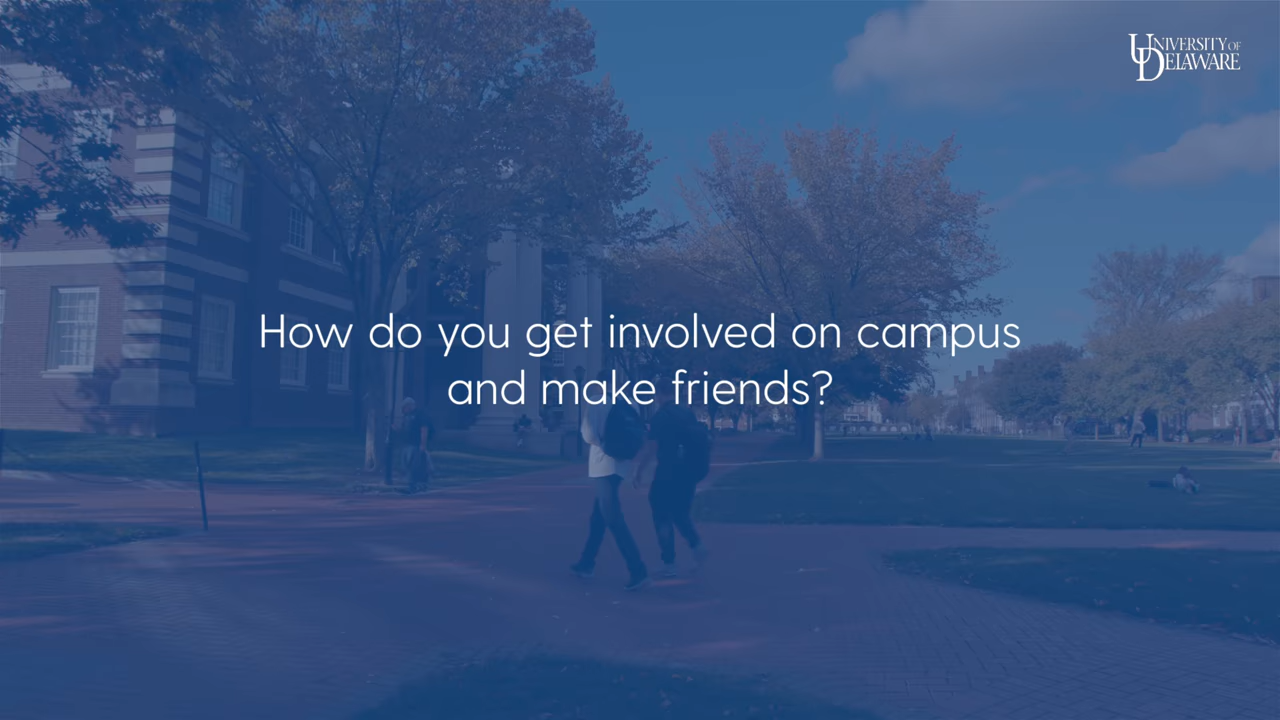 UNIVERSITY OF
DELAWARE
How do you get involved on campus
and make friends?